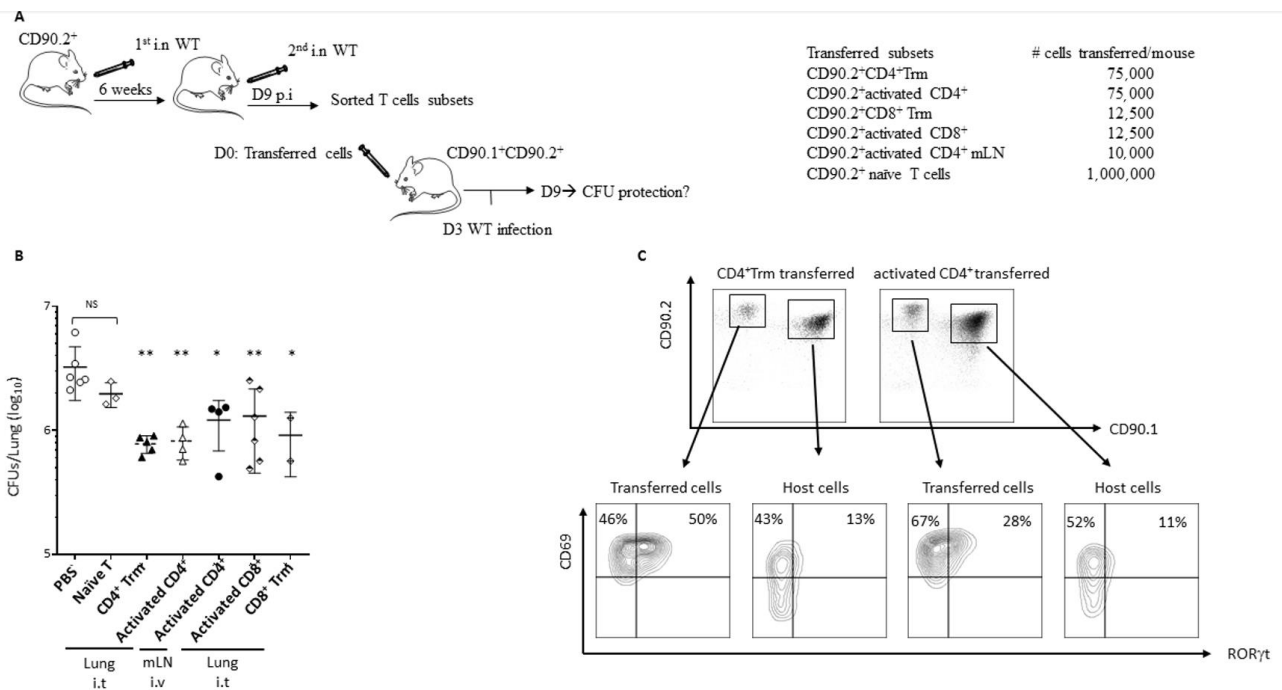 A
CD90.2+
1st i.n WT
2nd i.n WT
6 weeks
D9 p.i
Sorted T cells subsets
D0: Transferred cells
CD90.1+CD90.2+
D9→ CFU protection?
D3 WT infection
Transferred subsets # cells transferred/mouse
CD90.2+CD4+Trm 75,000
CD90.2+activated CD4+ 75,000
CD90.2+CD8+ Trm 12,500
CD90.2+activated CD8+ 12,500
CD90.2+activated CD4+ mLN 10,000
CD90.2+ naïve T cells 1,000,000
B
7
NS
** ** * ** *
6
5
CFUs/Lung (log10)
PBS
Naïve T
CD4+ Trm
Activated CD4+
Activated CD4+
Activated CD8+
CD8+ Trm
Lung mLN Lung
i.t i.v i.t
C
CD4+Trm transferred activated CD4+transferred
CD90.2
CD90.1
Transferred cells Host cells Transferred cells Host cells
46% 50% 43% 13% 67% 28% 52% 11%
CD69
RORγt